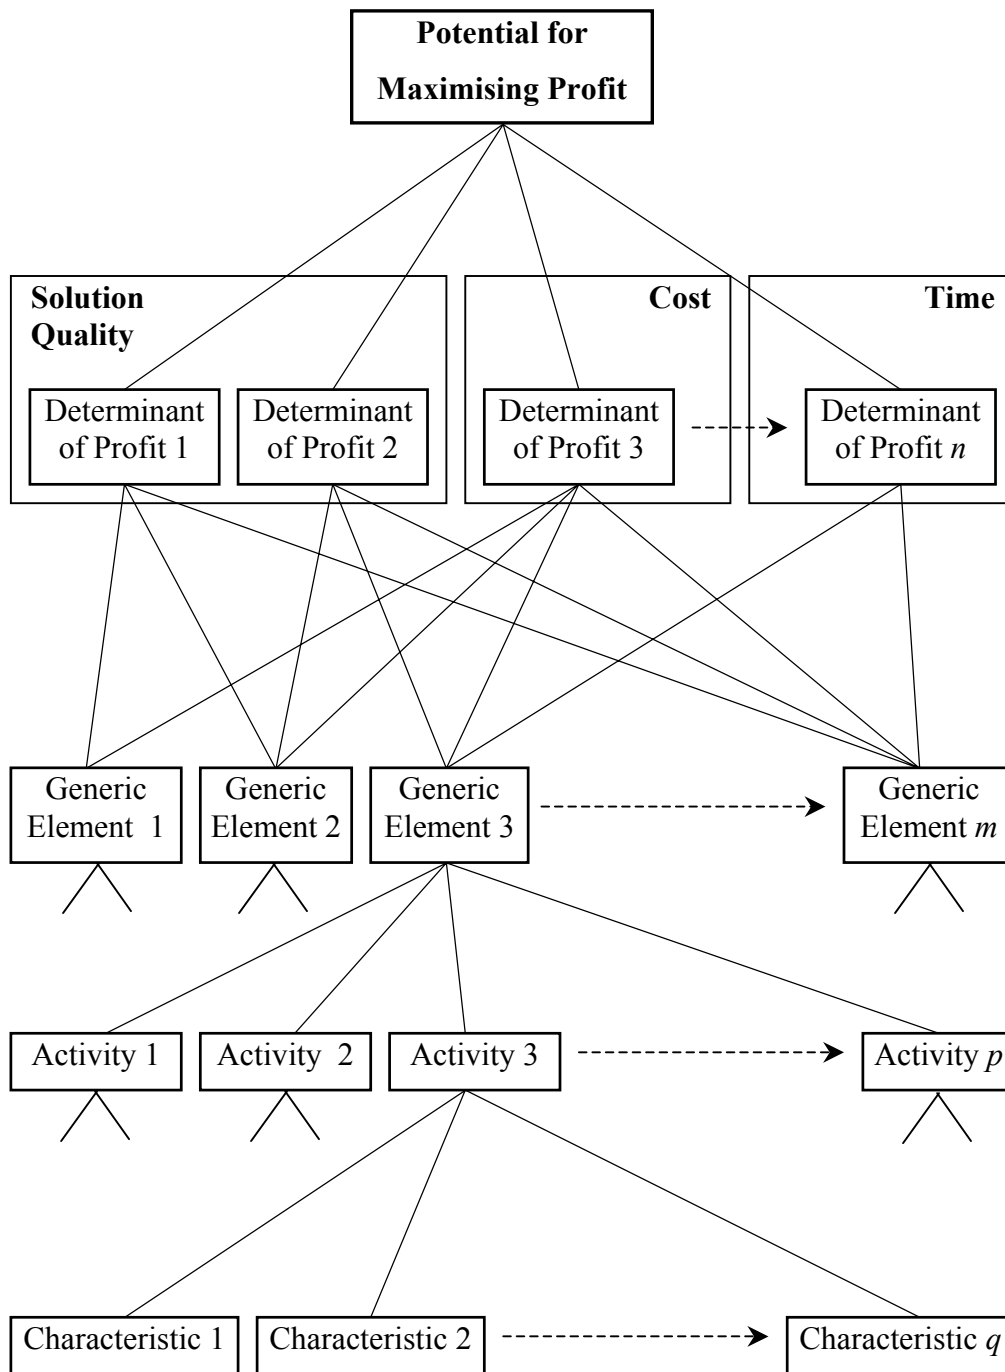 Potential for
Maximising Profit
Solution
Quality
Cost
Time
Determinant
of Profit 1
Determinant
of Profit 2
Determinant
of Profit 3
Determinant
of Profit n
Generic
Element 1
Generic
Element 2
Generic
Element 3
Generic
Element m
Activity 1
Activity 2
Activity 3
Activity p
Characteristic 1
Characteristic 2
Characteristic q